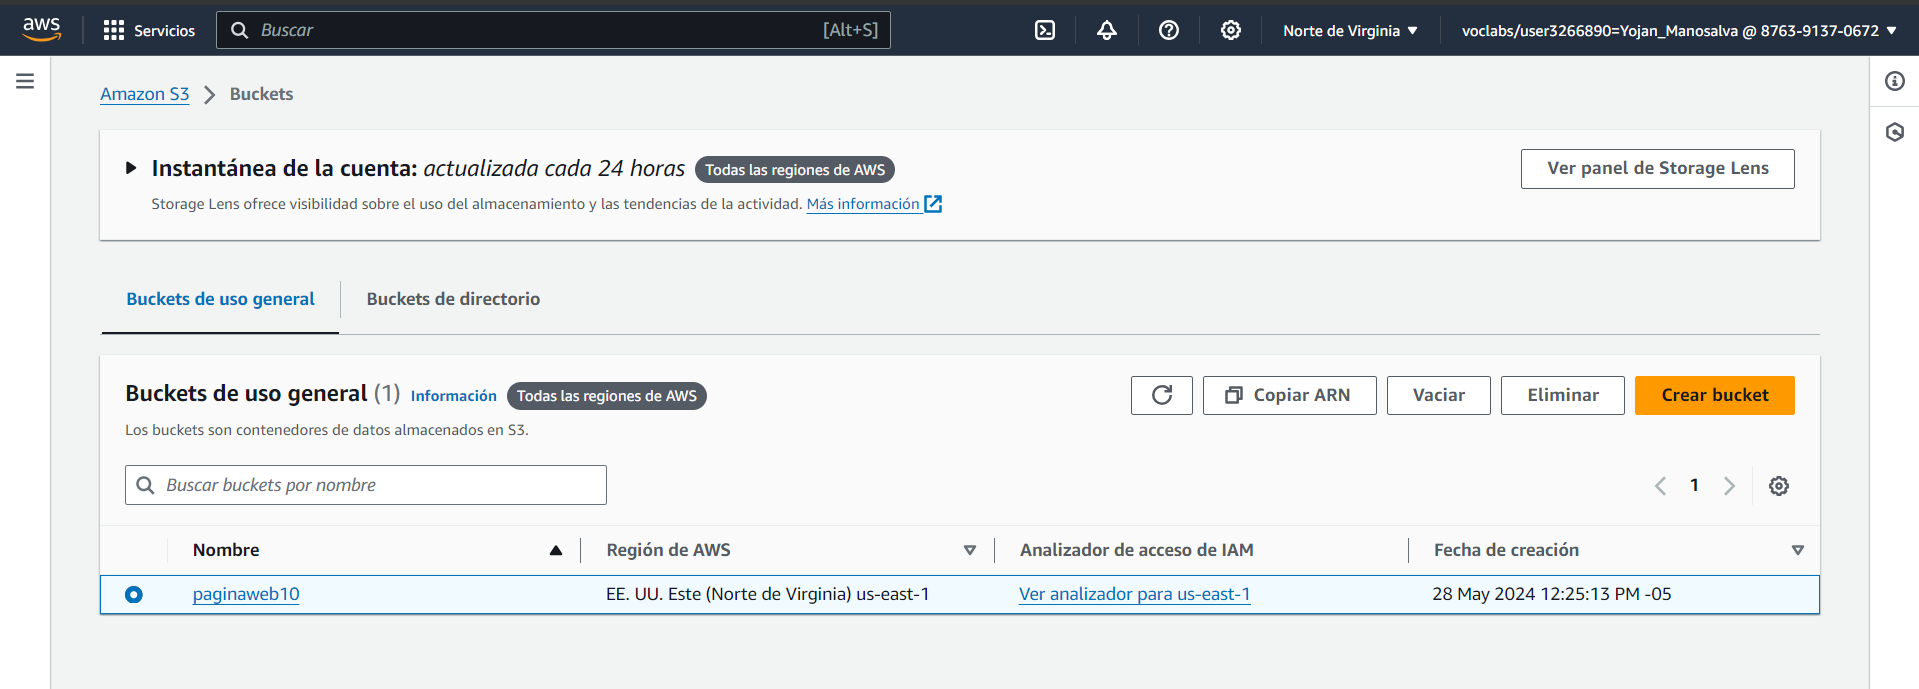 aws
Servicios
Buscar [Alt+S]
Norte de Virginia
voclabs/user3266890=Yojan_Manosalva @ 8763-9137-0672
Amazon S3 > Buckets
Instantánea de la cuenta: actualizada cada 24 horas Todas las regiones de AWS
Ver panel de Storage Lens
Storage Lens ofrece visibilidad sobre el uso del almacenamiento y las tendencias de la actividad. Más información
Buckets de uso general
Buckets de directorio
Buckets de uso general (1) Información Todas las regiones de AWS
Copiar ARN
Vaciar
Eliminar
Crear bucket
Los buckets son contenedores de datos almacenados en S3.
Buscar buckets por nombre
1
Nombre
Región de AWS
Analizador de acceso de IAM
Fecha de creación
paginaweb10
EE. UU. Este (Norte de Virginia) us-east-1
Ver analizador para us-east-1
28 May 2024 12:25:13 PM -05